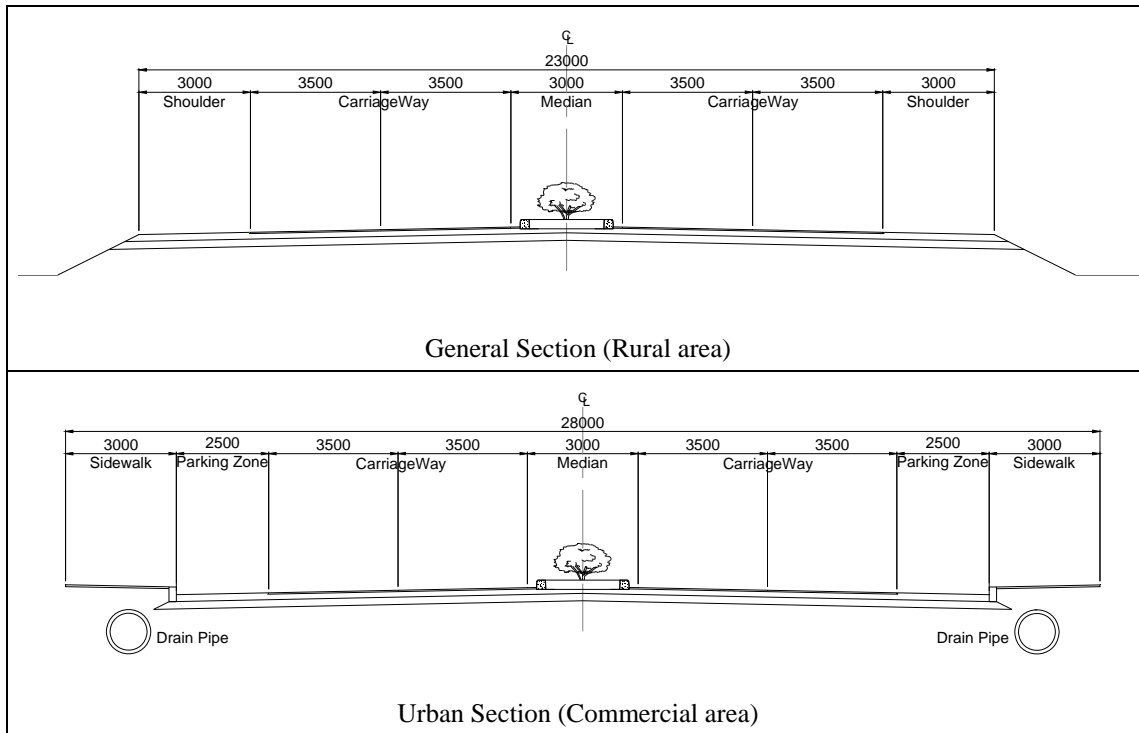 ℄
23000
3000 3500 3500 3000 3500 3500 3000
Shoulder CarriageWay Median CarriageWay Shoulder
General Section (Rural area)
℄
28000
3000 2500 3500 3500 3000 3500 3500 2500 3000
Sidewalk Parking Zone CarriageWay Median CarriageWay Parking Zone Sidewalk
Drain Pipe Drain Pipe
Urban Section (Commercial area)